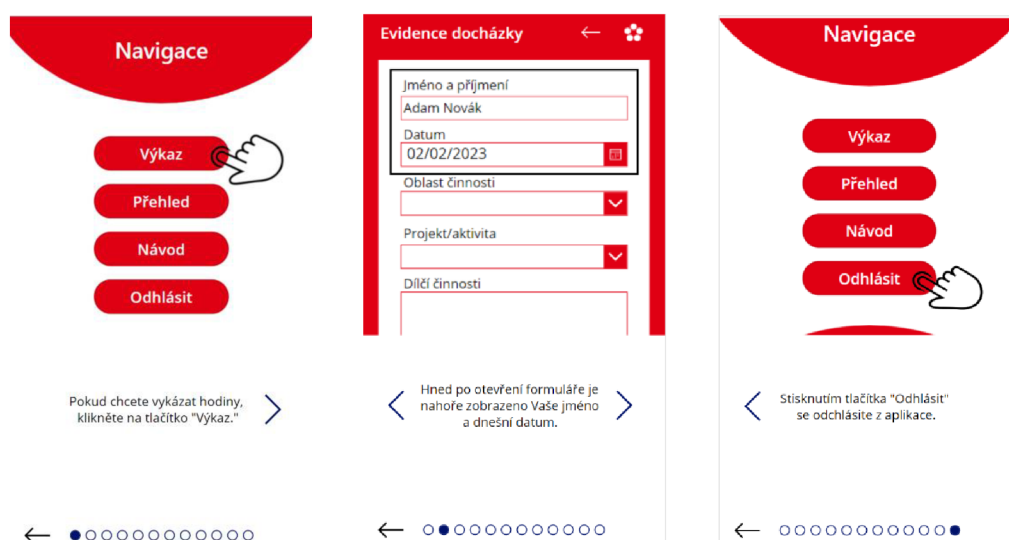 Navigace
Výkaz
Přehled
Návod
Odhlásit
Pokud chcete vykázat hodiny,
klikněte na tlačítko "Výkaz."
Evidence docházky
Jméno a příjmení
Adam Novák
Datum
02/02/2023
Oblast činnosti
Projekt/aktivita
Dílčí činnosti
Hned po otevření formuláře je
nahoře zobrazeno Vaše jméno
a dnešní datum.
Navigace
Výkaz
Přehled
Návod
Odhlásit
Stisknutím tlačítka "Odhlásit"
se odchlásite z aplikace.